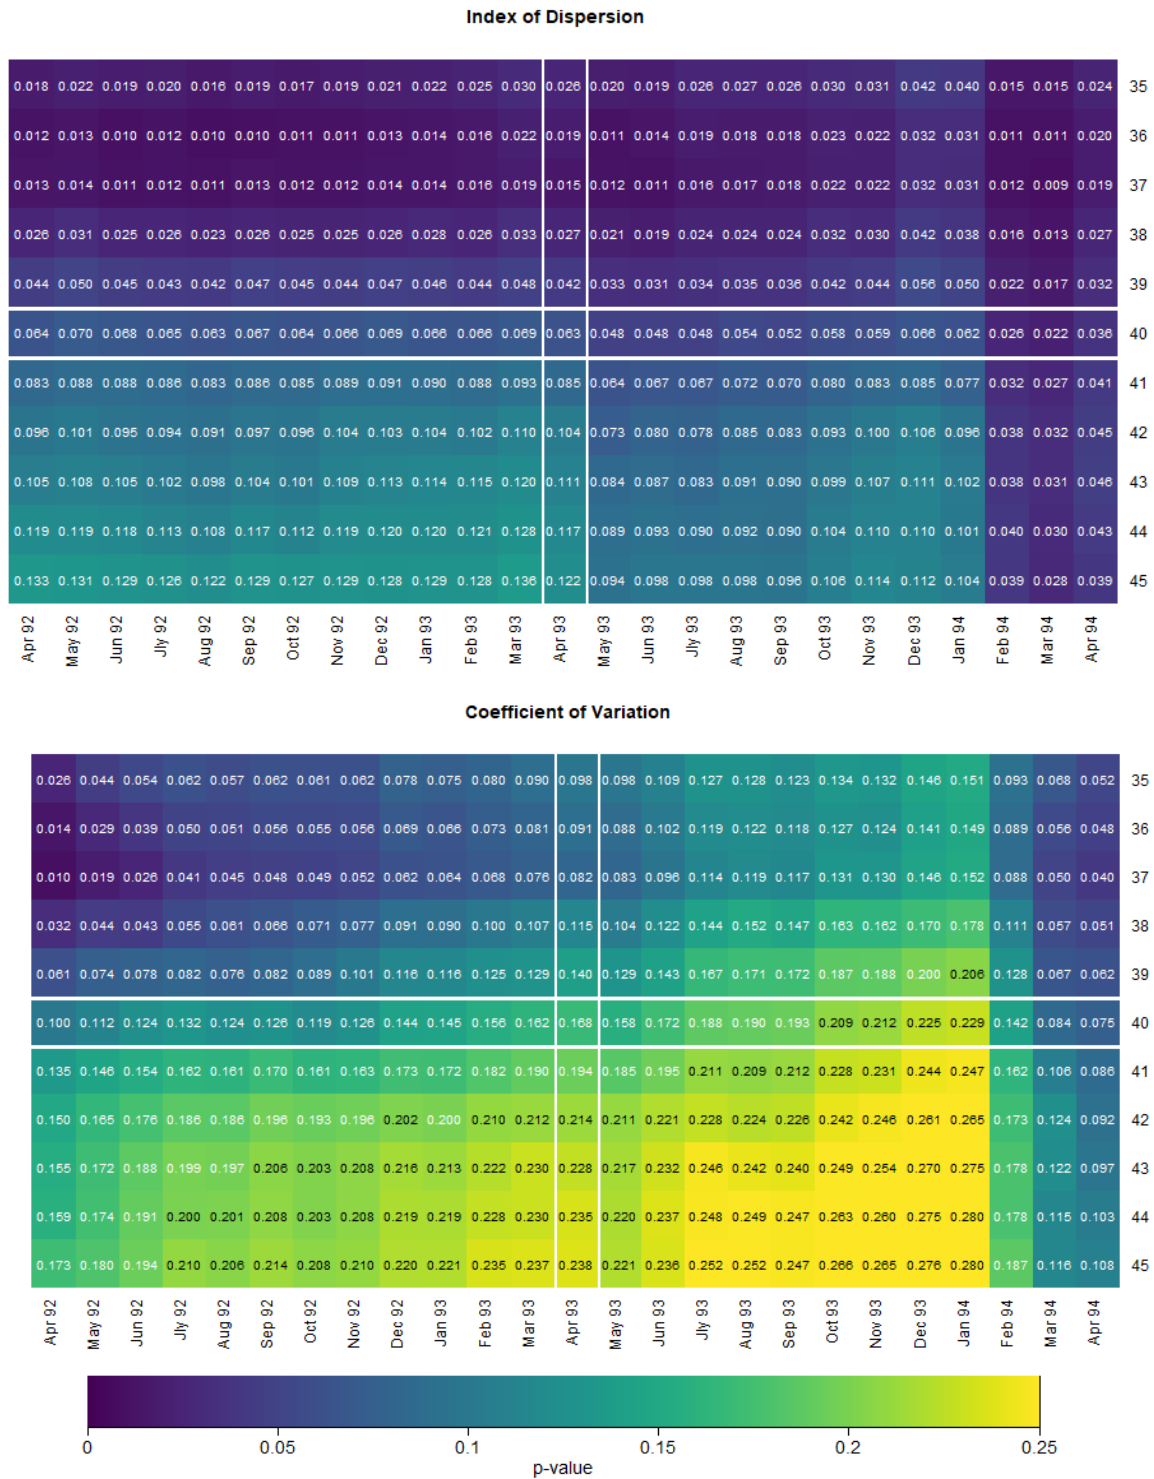 Index of Dispersion
0.018 0.022 0.019 0.020 0.016 0.019 0.017 0.019 0.021 0.022 0.025 0.030 0.026 0.020 0.019 0.026 0.027 0.026 0.030 0.031 0.042 0.040 0.015 0.015 0.024 35
0.012 0.013 0.010 0.012 0.010 0.010 0.011 0.011 0.013 0.014 0.016 0.022 0.019 0.011 0.014 0.019 0.018 0.018 0.023 0.022 0.032 0.031 0.011 0.011 0.020 36
0.013 0.014 0.011 0.012 0.011 0.013 0.012 0.012 0.014 0.014 0.016 0.019 0.015 0.012 0.011 0.016 0.017 0.018 0.022 0.022 0.032 0.031 0.012 0.009 0.019 37
0.026 0.031 0.025 0.026 0.023 0.026 0.025 0.025 0.026 0.028 0.026 0.033 0.027 0.021 0.019 0.024 0.024 0.024 0.032 0.030 0.042 0.038 0.016 0.013 0.027 38
0.044 0.050 0.045 0.043 0.042 0.047 0.045 0.044 0.047 0.046 0.044 0.048 0.042 0.033 0.031 0.034 0.035 0.036 0.042 0.044 0.056 0.050 0.022 0.017 0.032 39
0.064 0.070 0.068 0.065 0.063 0.067 0.064 0.066 0.069 0.066 0.066 0.069 0.063 0.048 0.048 0.048 0.054 0.052 0.058 0.059 0.066 0.062 0.026 0.022 0.036 40
0.083 0.088 0.088 0.086 0.083 0.086 0.085 0.089 0.091 0.090 0.088 0.093 0.085 0.064 0.067 0.067 0.072 0.070 0.080 0.083 0.085 0.077 0.032 0.027 0.041 41
0.096 0.101 0.095 0.094 0.091 0.097 0.096 0.104 0.103 0.104 0.102 0.110 0.104 0.073 0.080 0.078 0.085 0.083 0.093 0.100 0.106 0.096 0.038 0.032 0.045 42
0.105 0.108 0.105 0.102 0.098 0.104 0.101 0.109 0.113 0.114 0.115 0.120 0.111 0.084 0.087 0.083 0.091 0.090 0.099 0.107 0.111 0.102 0.038 0.031 0.046 43
0.119 0.119 0.118 0.113 0.108 0.117 0.112 0.119 0.120 0.120 0.121 0.128 0.117 0.089 0.093 0.090 0.092 0.090 0.104 0.110 0.110 0.101 0.040 0.030 0.043 44
0.133 0.131 0.129 0.126 0.122 0.129 0.127 0.129 0.128 0.129 0.128 0.136 0.122 0.094 0.098 0.098 0.098 0.096 0.106 0.114 0.112 0.104 0.039 0.028 0.039 45
Apr 92 May 92 Jun 92 Jly 92 Aug 92 Sep 92 Oct 92 Nov 92 Dec 92 Jan 93 Feb 93 Mar 93 Apr 93 May 93 Jun 93 Jly 93 Aug 93 Sep 93 Oct 93 Nov 93 Dec 93 Jan 94 Feb 94 Mar 94 Apr 94
Coefficient of Variation
0.026 0.044 0.054 0.062 0.057 0.062 0.061 0.062 0.078 0.075 0.080 0.090 0.098 0.098 0.109 0.127 0.128 0.123 0.134 0.132 0.146 0.151 0.093 0.068 0.052 35
0.014 0.029 0.039 0.050 0.051 0.056 0.055 0.056 0.069 0.066 0.073 0.081 0.091 0.088 0.102 0.119 0.122 0.118 0.127 0.124 0.141 0.149 0.089 0.056 0.048 36
0.010 0.019 0.026 0.041 0.045 0.048 0.049 0.052 0.062 0.064 0.068 0.076 0.082 0.083 0.096 0.114 0.119 0.117 0.131 0.130 0.146 0.152 0.088 0.050 0.040 37
0.032 0.044 0.043 0.055 0.061 0.066 0.071 0.077 0.091 0.090 0.100 0.107 0.115 0.104 0.122 0.144 0.152 0.147 0.163 0.162 0.170 0.178 0.111 0.057 0.051 38
0.061 0.074 0.078 0.082 0.076 0.082 0.089 0.101 0.116 0.116 0.125 0.129 0.140 0.129 0.143 0.167 0.171 0.172 0.187 0.188 0.200 0.206 0.128 0.067 0.062 39
0.100 0.112 0.124 0.132 0.124 0.126 0.119 0.126 0.144 0.145 0.156 0.162 0.168 0.158 0.172 0.188 0.190 0.193 0.209 0.212 0.225 0.229 0.142 0.084 0.075 40
0.135 0.146 0.154 0.162 0.161 0.170 0.161 0.163 0.173 0.172 0.182 0.190 0.194 0.185 0.195 0.211 0.209 0.212 0.228 0.231 0.244 0.247 0.162 0.106 0.086 41
0.150 0.165 0.176 0.186 0.186 0.196 0.193 0.196 0.202 0.200 0.210 0.212 0.214 0.211 0.221 0.228 0.224 0.226 0.242 0.246 0.261 0.265 0.173 0.124 0.092 42
0.155 0.172 0.188 0.199 0.197 0.206 0.203 0.208 0.216 0.213 0.222 0.230 0.228 0.217 0.232 0.246 0.242 0.240 0.249 0.254 0.270 0.275 0.178 0.122 0.097 43
0.159 0.174 0.191 0.200 0.201 0.208 0.203 0.208 0.219 0.219 0.228 0.230 0.235 0.220 0.237 0.248 0.249 0.247 0.263 0.260 0.275 0.280 0.178 0.115 0.103 44
0.173 0.180 0.194 0.210 0.206 0.214 0.208 0.210 0.220 0.221 0.235 0.237 0.238 0.221 0.236 0.252 0.252 0.247 0.266 0.265 0.276 0.280 0.187 0.116 0.108 45
Apr 92 May 92 Jun 92 Jly 92 Aug 92 Sep 92 Oct 92 Nov 92 Dec 92 Jan 93 Feb 93 Mar 93 Apr 93 May 93 Jun 93 Jly 93 Aug 93 Sep 93 Oct 93 Nov 93 Dec 93 Jan 94 Feb 94 Mar 94 Apr 94
0 0.05 0.1 0.15 0.2 0.25
p-value